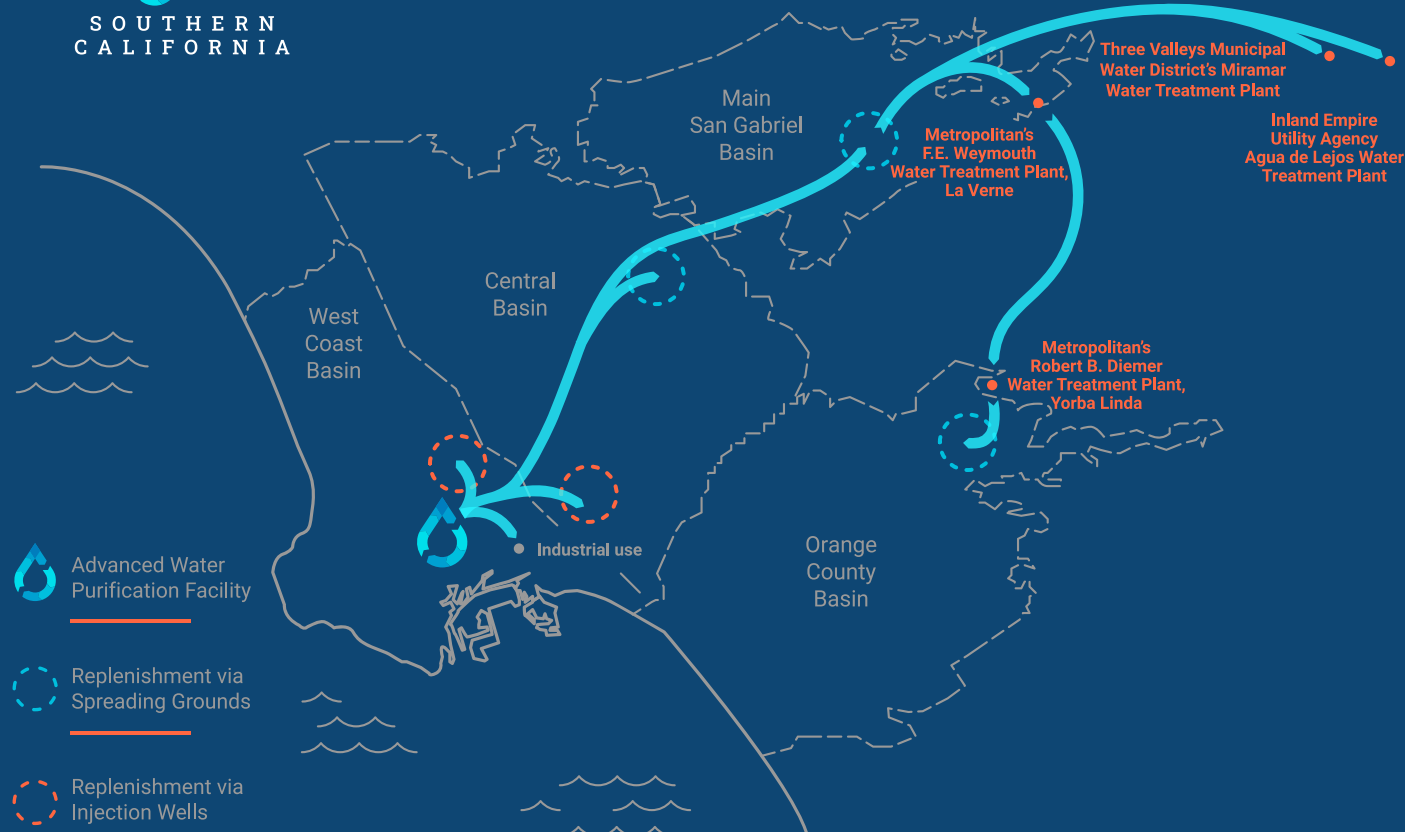 SOUTHERN
CALIFORNIA
Three Valleys Municipal
Water District's Miramar
Water Treatment Plant
Main
San Gabriel
Basin
Inland Empire
Utility Agency
Agua de Lejos Water
Treatment Plant
Metropolitan's
F.E. Weymouth
Water Treatment Plant,
La Verne
Central
Basin
West
Coast
Basin
Metropolitan's
Robert B. Diemer
Water Treatment Plant,
Yorba Linda
Industrial use
Orange
County
Basin
Advanced Water
Purification Facility
Replenishment via
Spreading Grounds
Replenishment via
Injection Wells